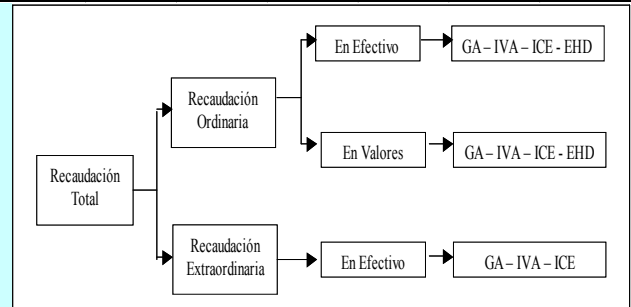 En Efectivo
GA – IVA – ICE - EHD
Recaudación
Ordinaria
En Valores
GA – IVA – ICE - EHD
Recaudación
Total
Recaudación
Extraordinaria
En Efectivo
GA – IVA – ICE